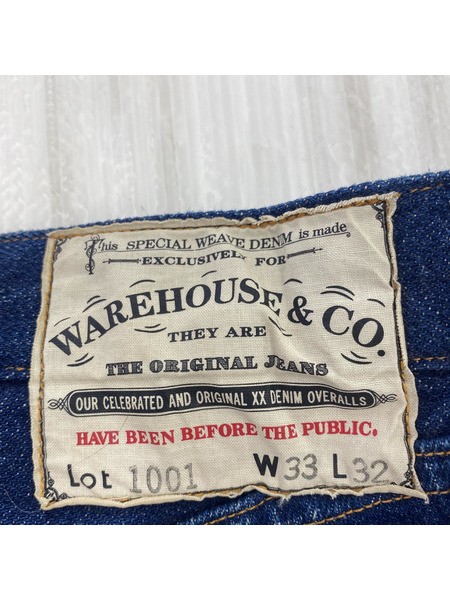 This SPECIAL WEAVE DENIM is made
EXCLUSIVELY FOR
WAREHOUSE & CO.
THEY ARE
THE ORIGINAL JEANS
OUR CELEBRATED AND ORIGINAL XX DENIM OVERALLS
HAVE BEEN BEFORE THE PUBLIC.
Lot 1001 W33 L32